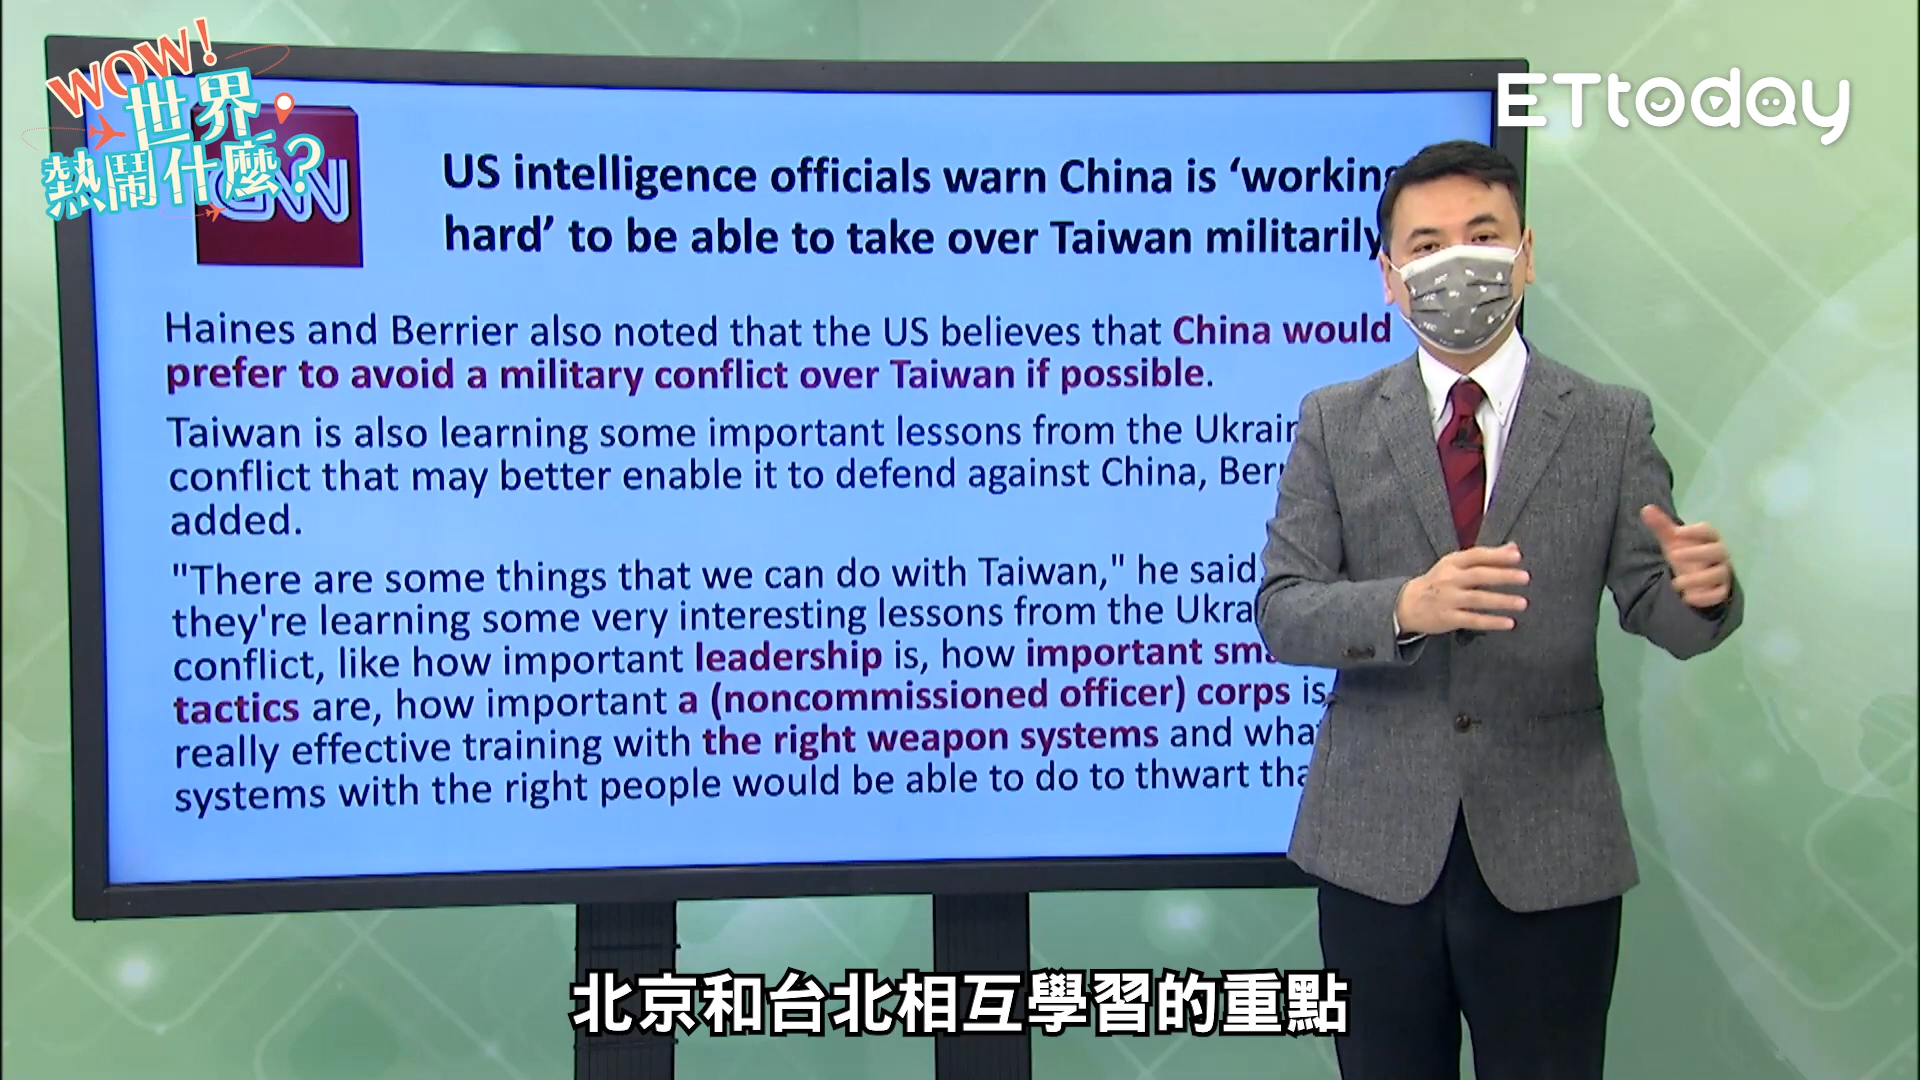 WOW!
世界
熱鬧什麼?
CNN
ETtoday
US intelligence officials warn China is ‘working
hard’ to be able to take over Taiwan militarily
Haines and Berrier also noted that the US believes that China would
prefer to avoid a military conflict over Taiwan if possible.
Taiwan is also learning some important lessons from the
conflict that may better enable it to defend against China,
added.
"There are some things that we can do with Taiwan," he said
they're learning some very interesting lessons from the
conflict, like how important leadership is, how important
tactics are, how important a (noncommissioned officer) corps is
really effective training with the right weapon systems and
systems with the right people would be able to do to thwart
北京和台北相互學習的重點